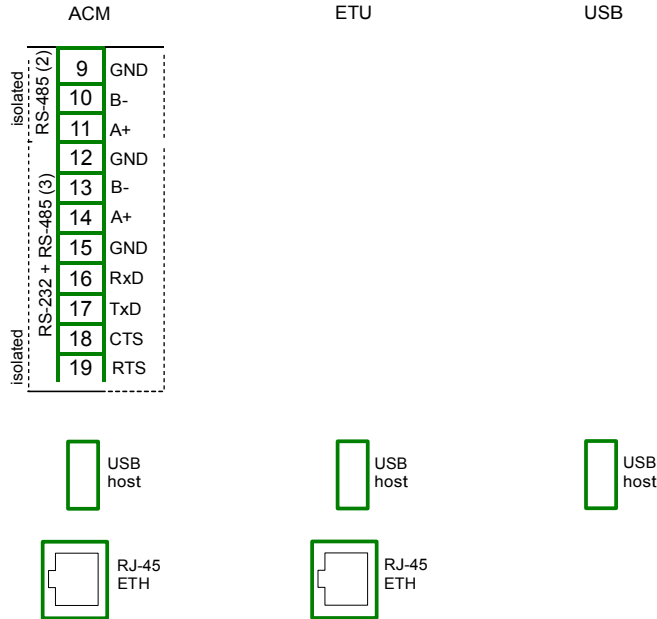 ACM ETU USB
isolated
RS-485 (2)
9 GND
10 B-
11 A+
isolated
RS-232 + RS-485 (3)
12 GND
13 B-
14 A+
15 GND
16 RxD
17 TxD
18 CTS
19 RTS
USB
host
USB
host
USB
host
RJ-45
ETH
RJ-45
ETH